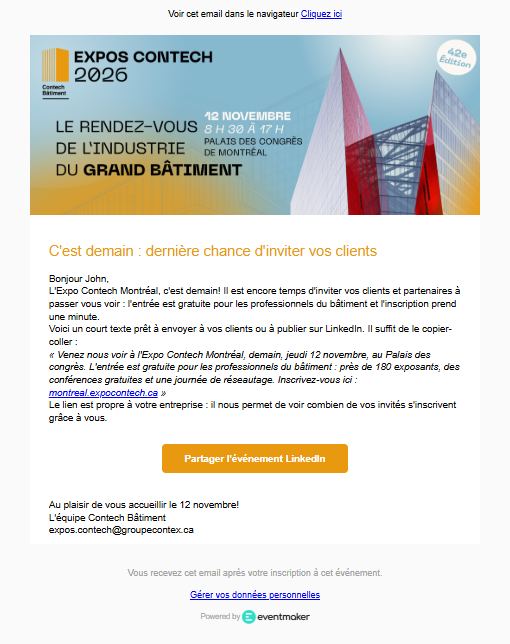 Voir cet email dans le navigateur Cliquez ici
EXPOS CONTECH
2026
42e
Édition
Contech
Bâtiment
12 NOVEMBRE
8 H 30 À 17 H
PALAIS DES CONGRÈS
DE MONTRÉAL
LE RENDEZ-VOUS
DE L'INDUSTRIE
DU GRAND BÂTIMENT
C'est demain : dernière chance d'inviter vos clients
Bonjour John,
L'Expo Contech Montréal, c'est demain! Il est encore temps d'inviter vos clients et partenaires à
passer vous voir : l'entrée est gratuite pour les professionnels du bâtiment et l'inscription prend
une minute.
Voici un court texte prêt à envoyer à vos clients ou à publier sur LinkedIn. Il suffit de le copier-
coller :
« Venez nous voir à l'Expo Contech Montréal, demain, jeudi 12 novembre, au Palais des
congrès. L'entrée est gratuite pour les professionnels du bâtiment : près de 180 exposants, des
conférences gratuites et une journée de réseautage. Inscrivez-vous ici :
montreal.expocontech.ca »
Le lien est propre à votre entreprise : il nous permet de voir combien de vos invités s'inscrivent
grâce à vous.
Partager l'événement LinkedIn
Au plaisir de vous accueillir le 12 novembre!
L'équipe Contech Bâtiment
expos.contech@groupecontex.ca
Vous recevez cet email après votre inscription à cet événement.
Gérer vos données personnelles
Powered by eventmaker